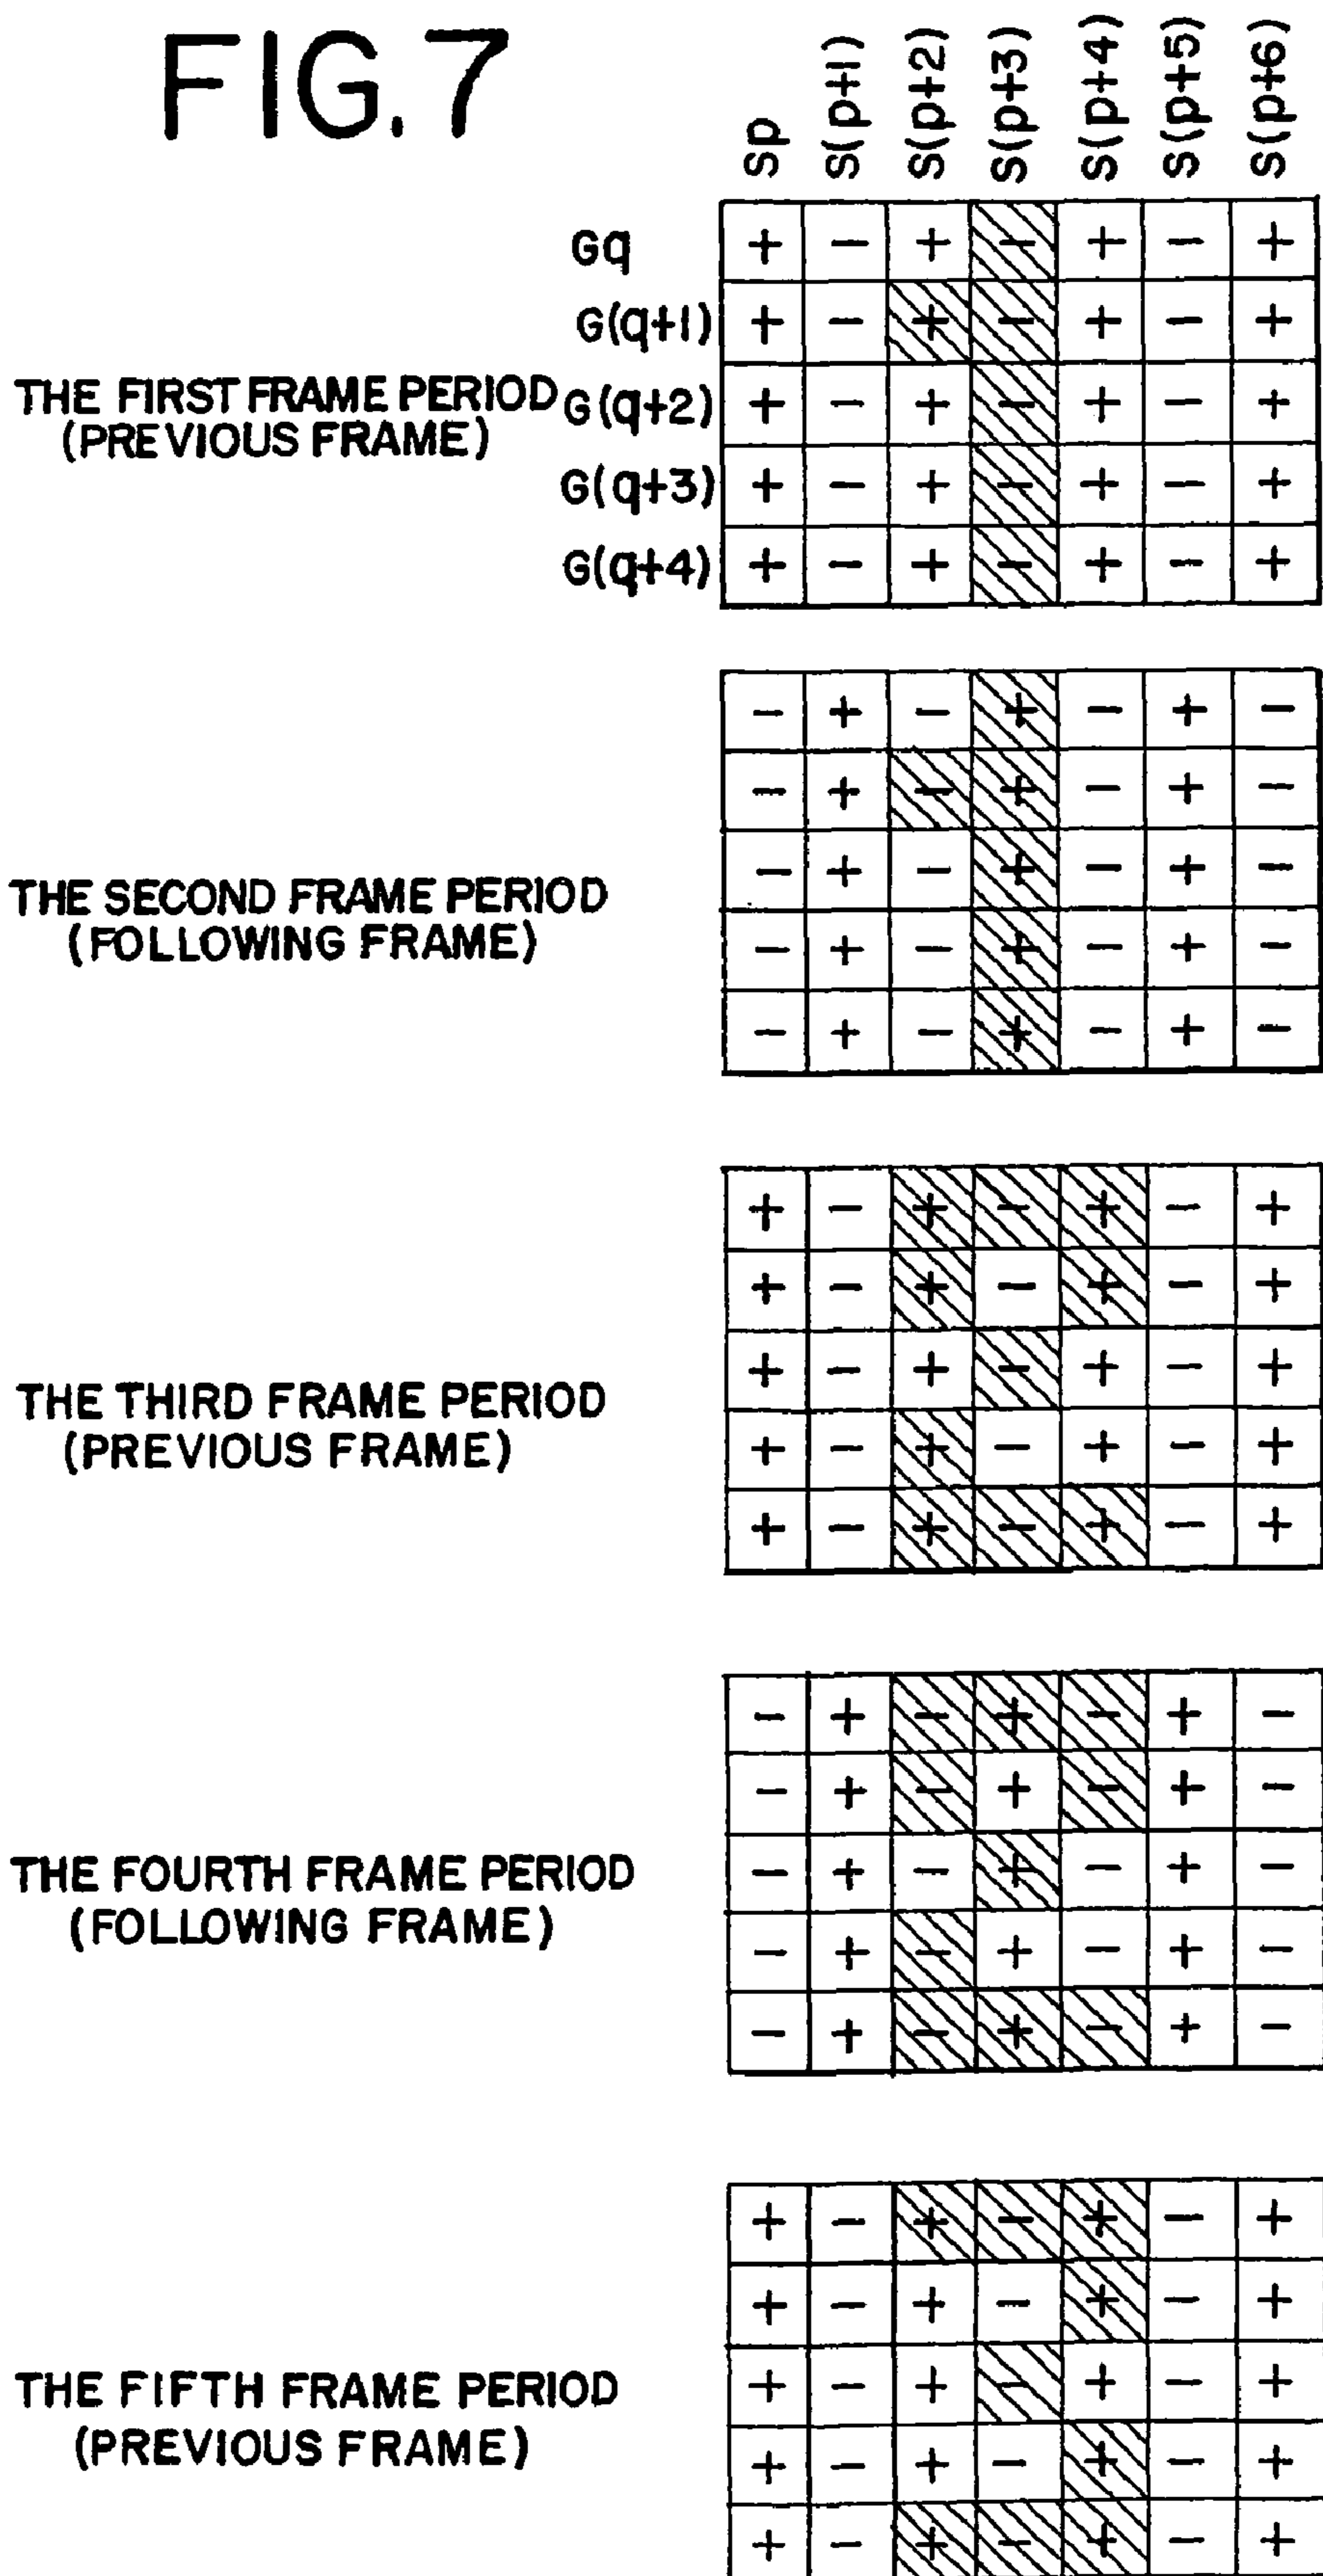 FIG. 7
Sp S(p+1) S(p+2) S(p+3) S(p+4) S(p+5) S(p+6)
Gq + − + − + − +
G(q+1) + − + − + − +
THE FIRST FRAME PERIOD G(q+2) + − + − + − +
(PREVIOUS FRAME)
G(q+3) + − + − + − +
G(q+4) + − + − + − +
− + − + − + −
− + − + − + −
− + − + − + −
THE SECOND FRAME PERIOD
(FOLLOWING FRAME) − + − + − + −
− + − + − + −
+ − + − + − +
+ − + − + − +
+ − + − + − +
THE THIRD FRAME PERIOD
(PREVIOUS FRAME) + − + − + − +
+ − + − + − +
− + − + − + −
− + − + − + −
THE FOURTH FRAME PERIOD − + − + − + −
(FOLLOWING FRAME)
− + − + − + −
− + − + − + −
+ − + − + − +
+ − + − + − +
THE FIFTH FRAME PERIOD + − + − + − +
(PREVIOUS FRAME)
+ − + − + − +
+ − + − + − +